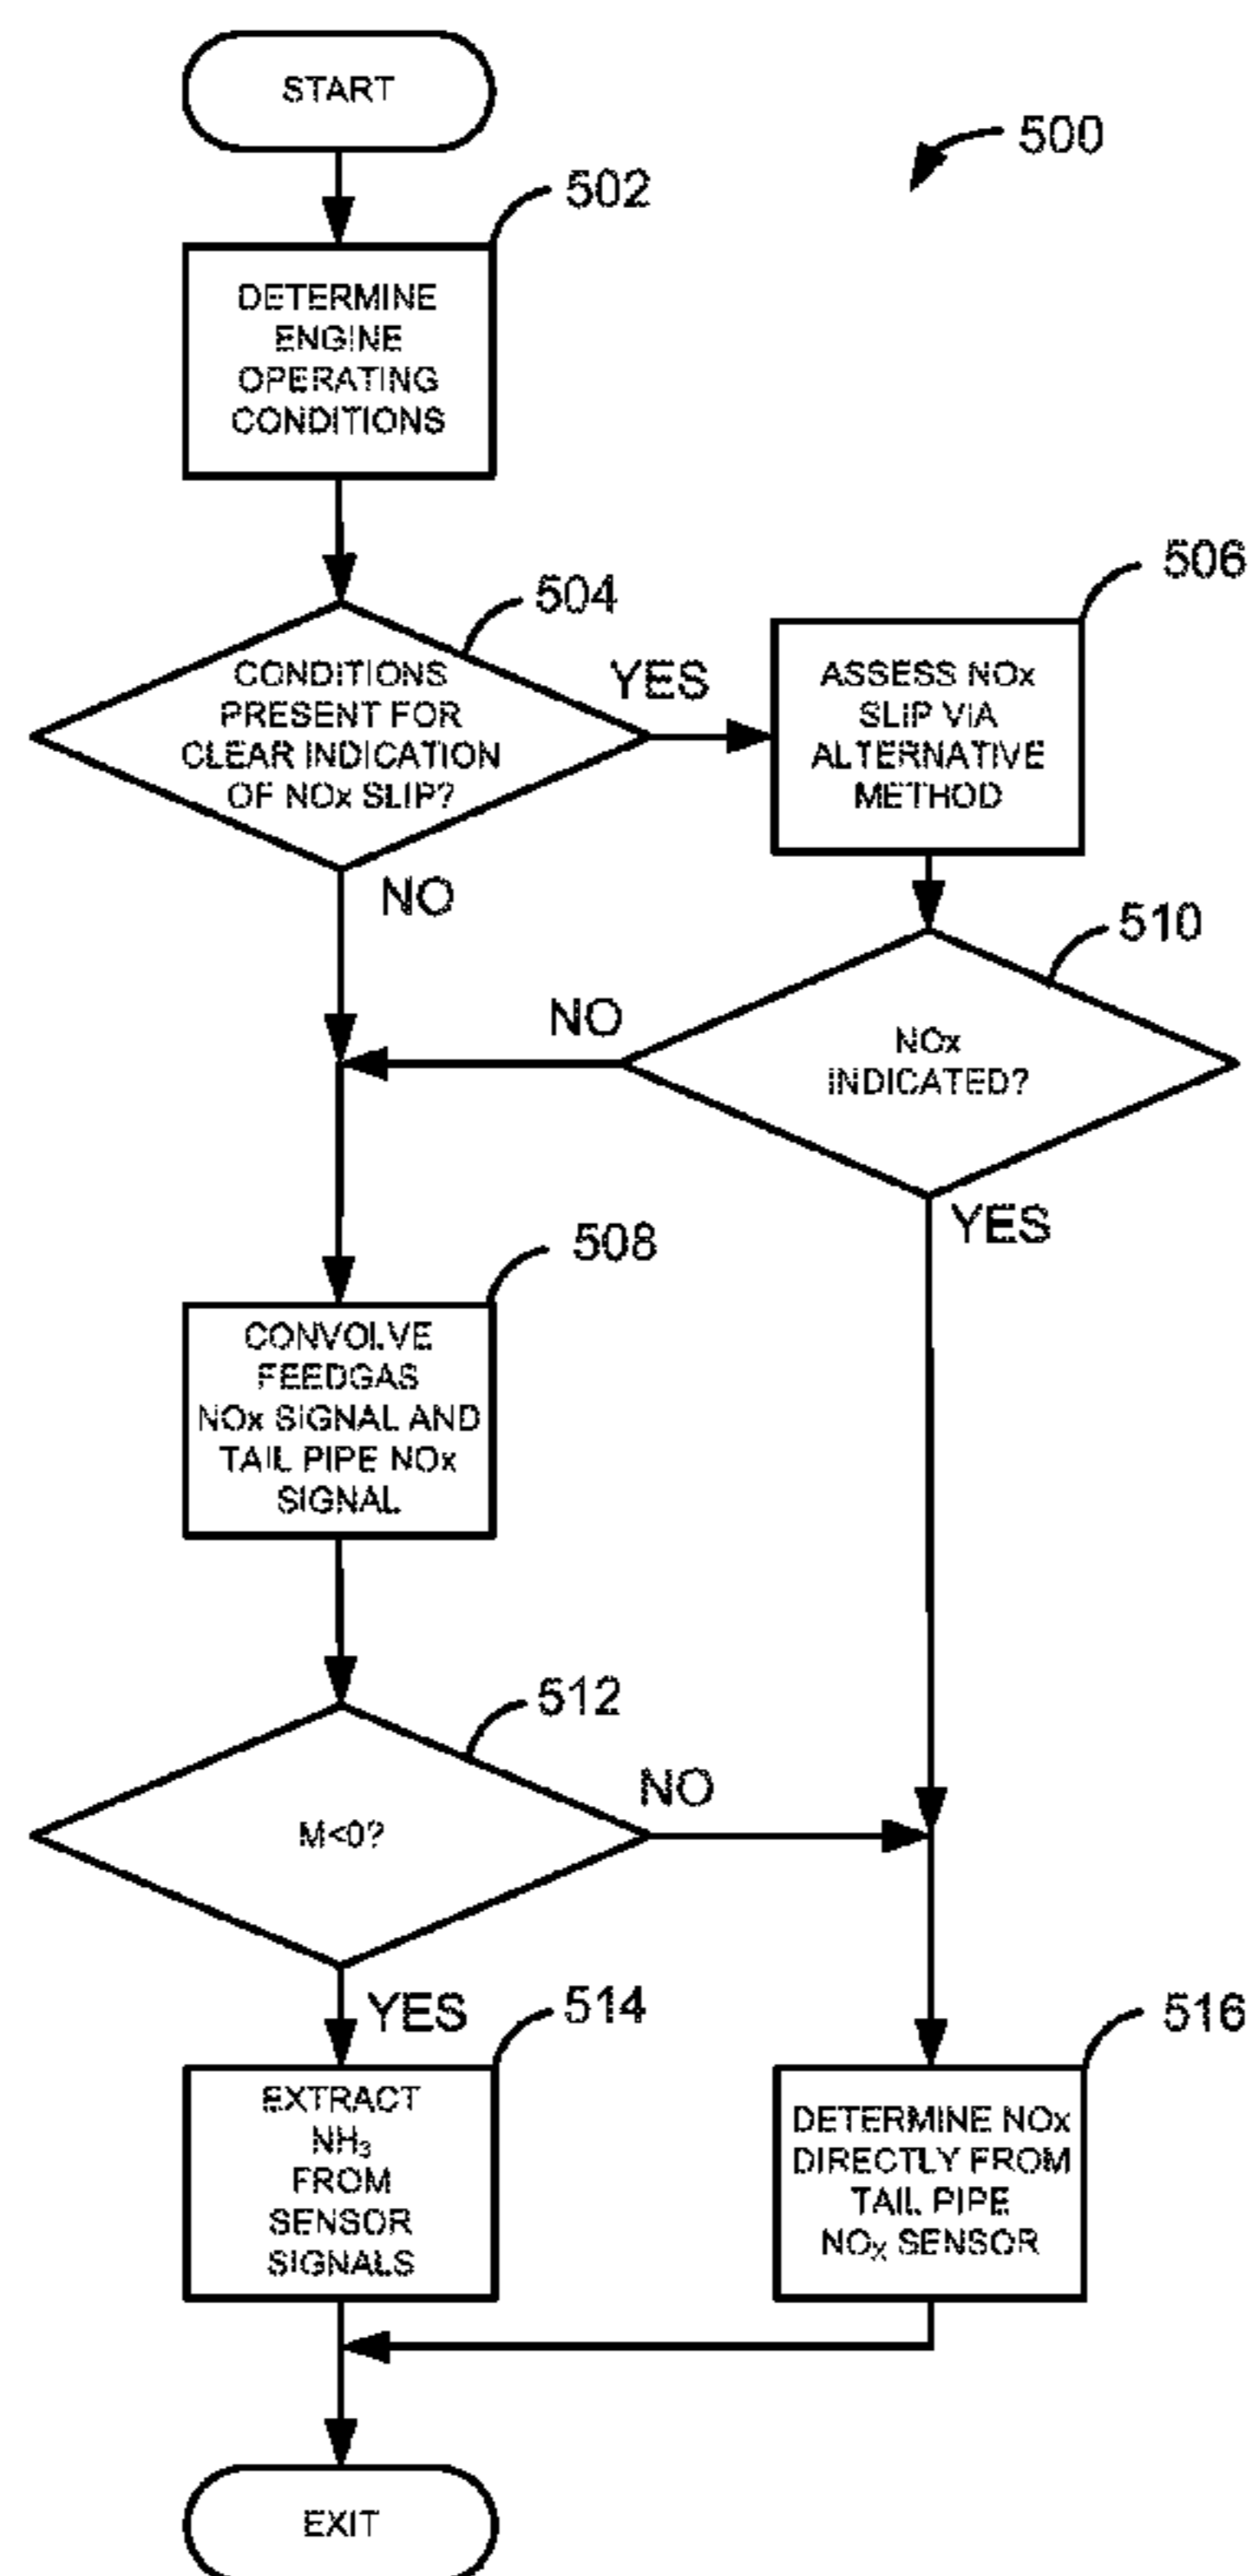 START
500
502
DETERMINE
ENGINE
OPERATING
CONDITIONS
504
CONDITIONS
PRESENT FOR
CLEAR INDICATION
OF NOx SLIP?
YES
506
ASSESS NOx
SLIP VIA
ALTERNATIVE
METHOD
NO
510
NOx
INDICATED?
NO
YES
508
CONVOLVE
FEEDGAS
NOx SIGNAL AND
TAIL PIPE NOx
SIGNAL
512
M<0?
NO
YES
514
EXTRACT
NH₃
FROM
SENSOR
SIGNALS
516
DETERMINE NOx
DIRECTLY FROM
TAIL PIPE
NOₓ SENSOR
EXIT